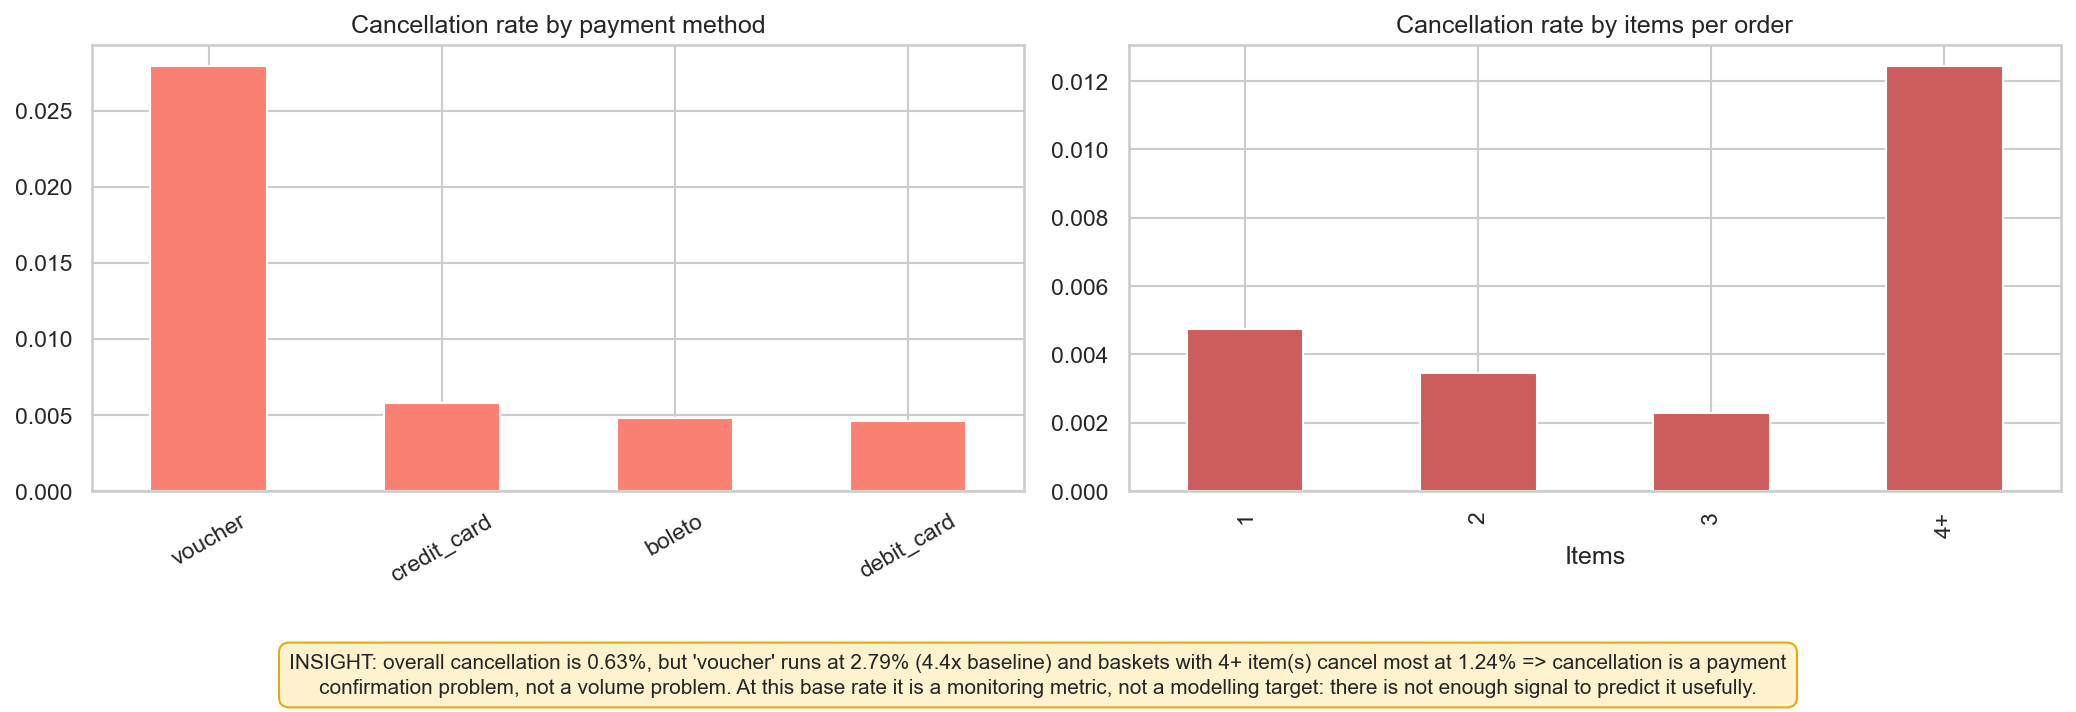 Cancellation rate by payment method
0.025
0.020
0.015
0.010
0.005
0.000
voucher
credit_card
boleto
debit_card
Cancellation rate by items per order
0.012
0.010
0.008
0.006
0.004
0.002
0.000
1
2
3
4+
Items
INSIGHT: overall cancellation is 0.63%, but 'voucher' runs at 2.79% (4.4x baseline) and baskets with 4+ item(s) cancel most at 1.24% => cancellation is a payment
confirmation problem, not a volume problem. At this base rate it is a monitoring metric, not a modelling target: there is not enough signal to predict it usefully.